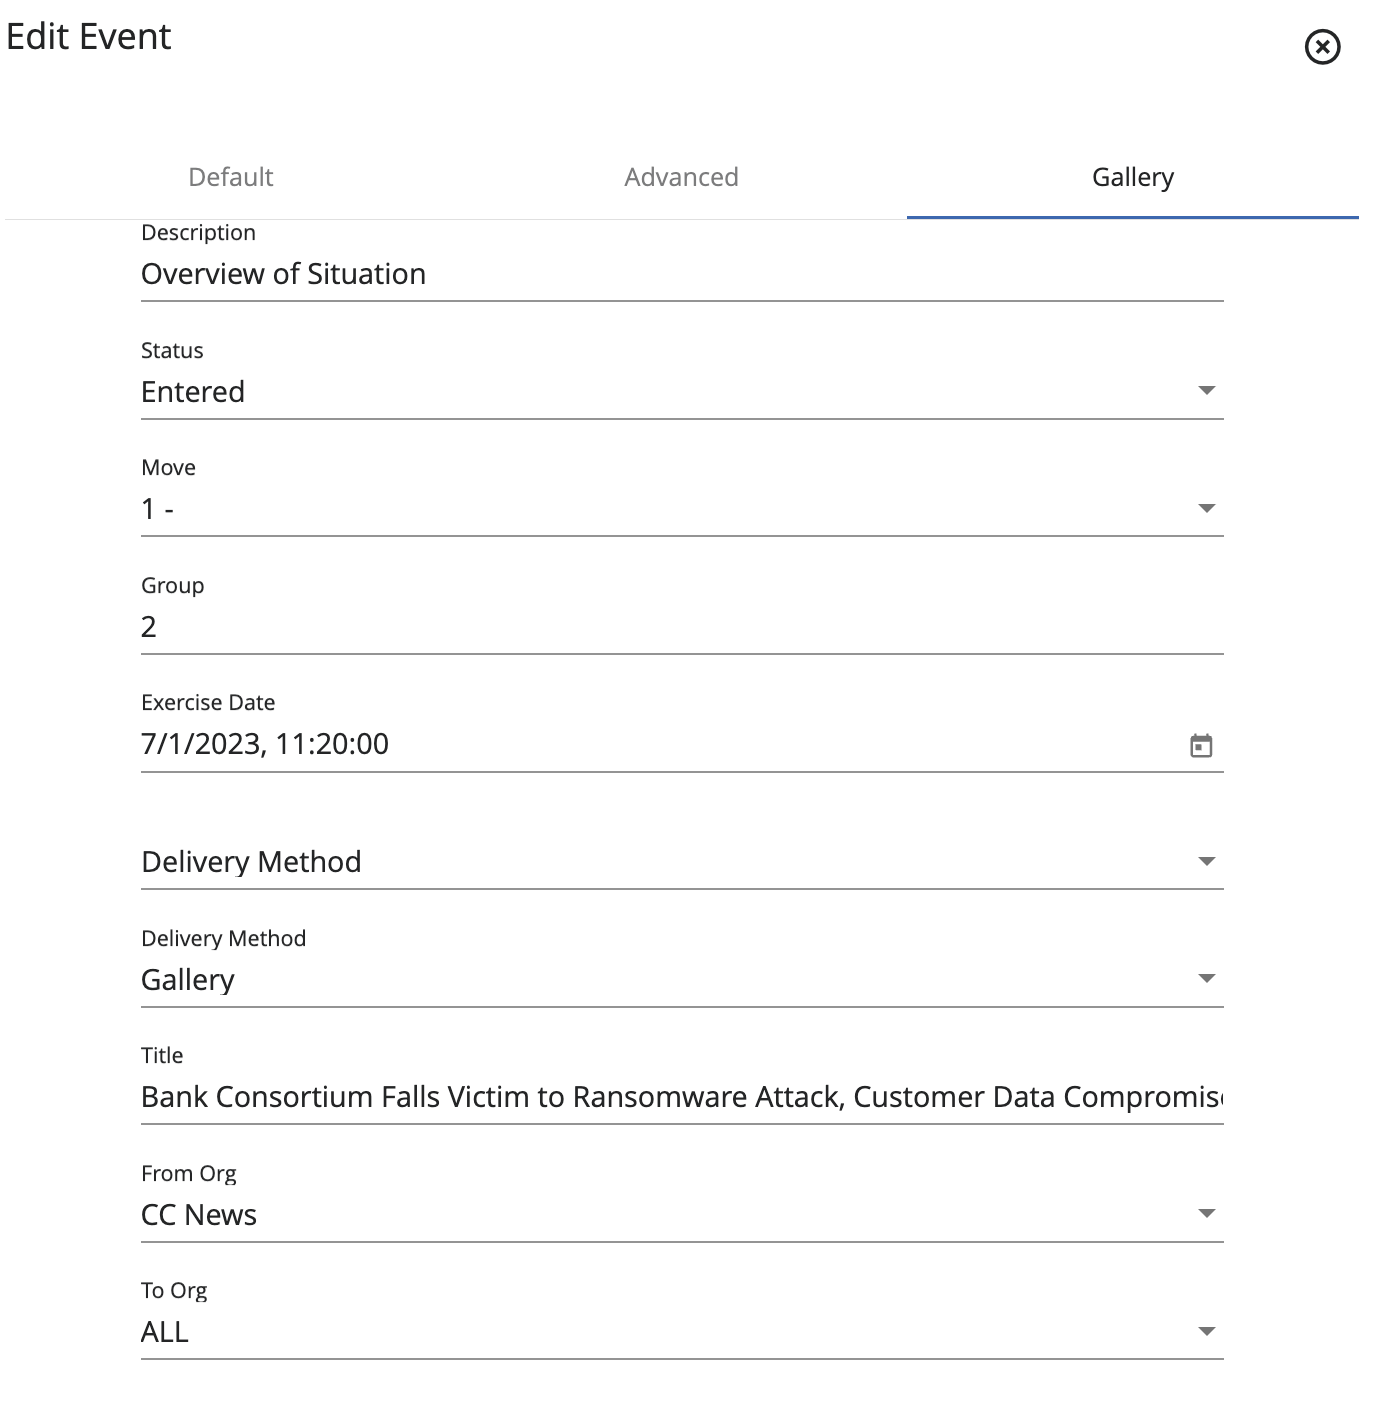 Edit Event
Default Advanced Gallery
Description
Overview of Situation
Status
Entered
Move
1 -
Group
2
Exercise Date
7/1/2023, 11:20:00
Delivery Method
Delivery Method
Gallery
Title
Bank Consortium Falls Victim to Ransomware Attack, Customer Data Compromise
From Org
CC News
To Org
ALL